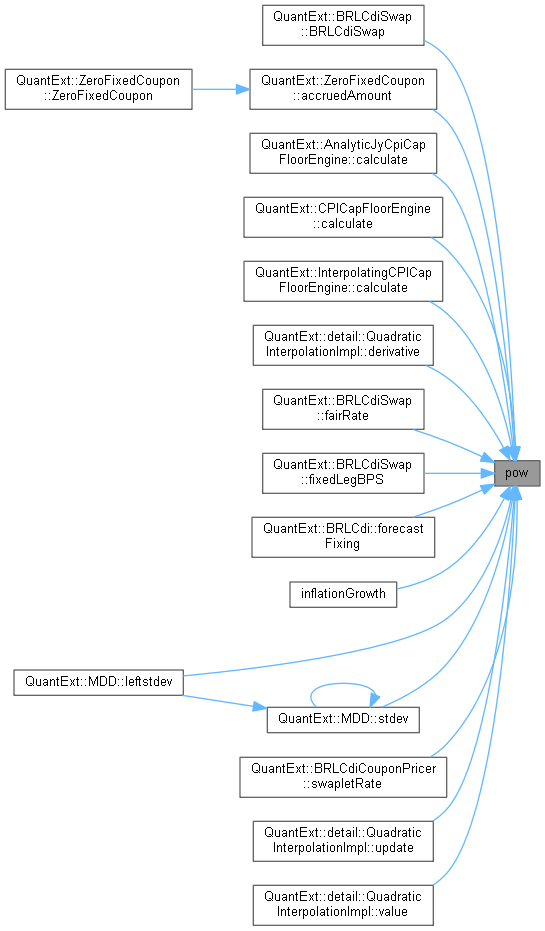 QuantExt::BRLCdiSwap
::BRLCdiSwap
QuantExt::ZeroFixedCoupon
::ZeroFixedCoupon
QuantExt::ZeroFixedCoupon
::accruedAmount
QuantExt::AnalyticJyCpiCap
FloorEngine::calculate
QuantExt::CPICapFloorEngine
::calculate
QuantExt::InterpolatingCPICap
FloorEngine::calculate
QuantExt::detail::Quadratic
InterpolationImpl::derivative
QuantExt::BRLCdiSwap
::fairRate
QuantExt::BRLCdiSwap
::fixedLegBPS
pow
QuantExt::BRLCdi::forecast
Fixing
inflationGrowth
QuantExt::MDD::leftstdev
QuantExt::MDD::stdev
QuantExt::BRLCdiCouponPricer
::swapletRate
QuantExt::detail::Quadratic
InterpolationImpl::update
QuantExt::detail::Quadratic
InterpolationImpl::value